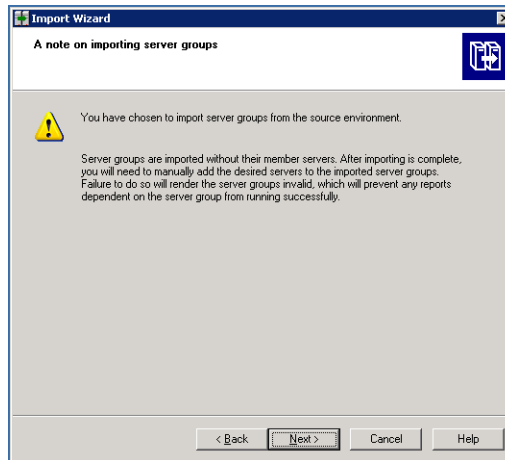 Import Wizard
A note on importing server groups
You have chosen to import server groups from the source environment.
Server groups are imported without their member servers. After importing is complete,
you will need to manually add the desired servers to the imported server groups.
Failure to do so will render the server groups invalid, which will prevent any reports
dependent on the server group from running successfully.
< Back Next > Cancel Help